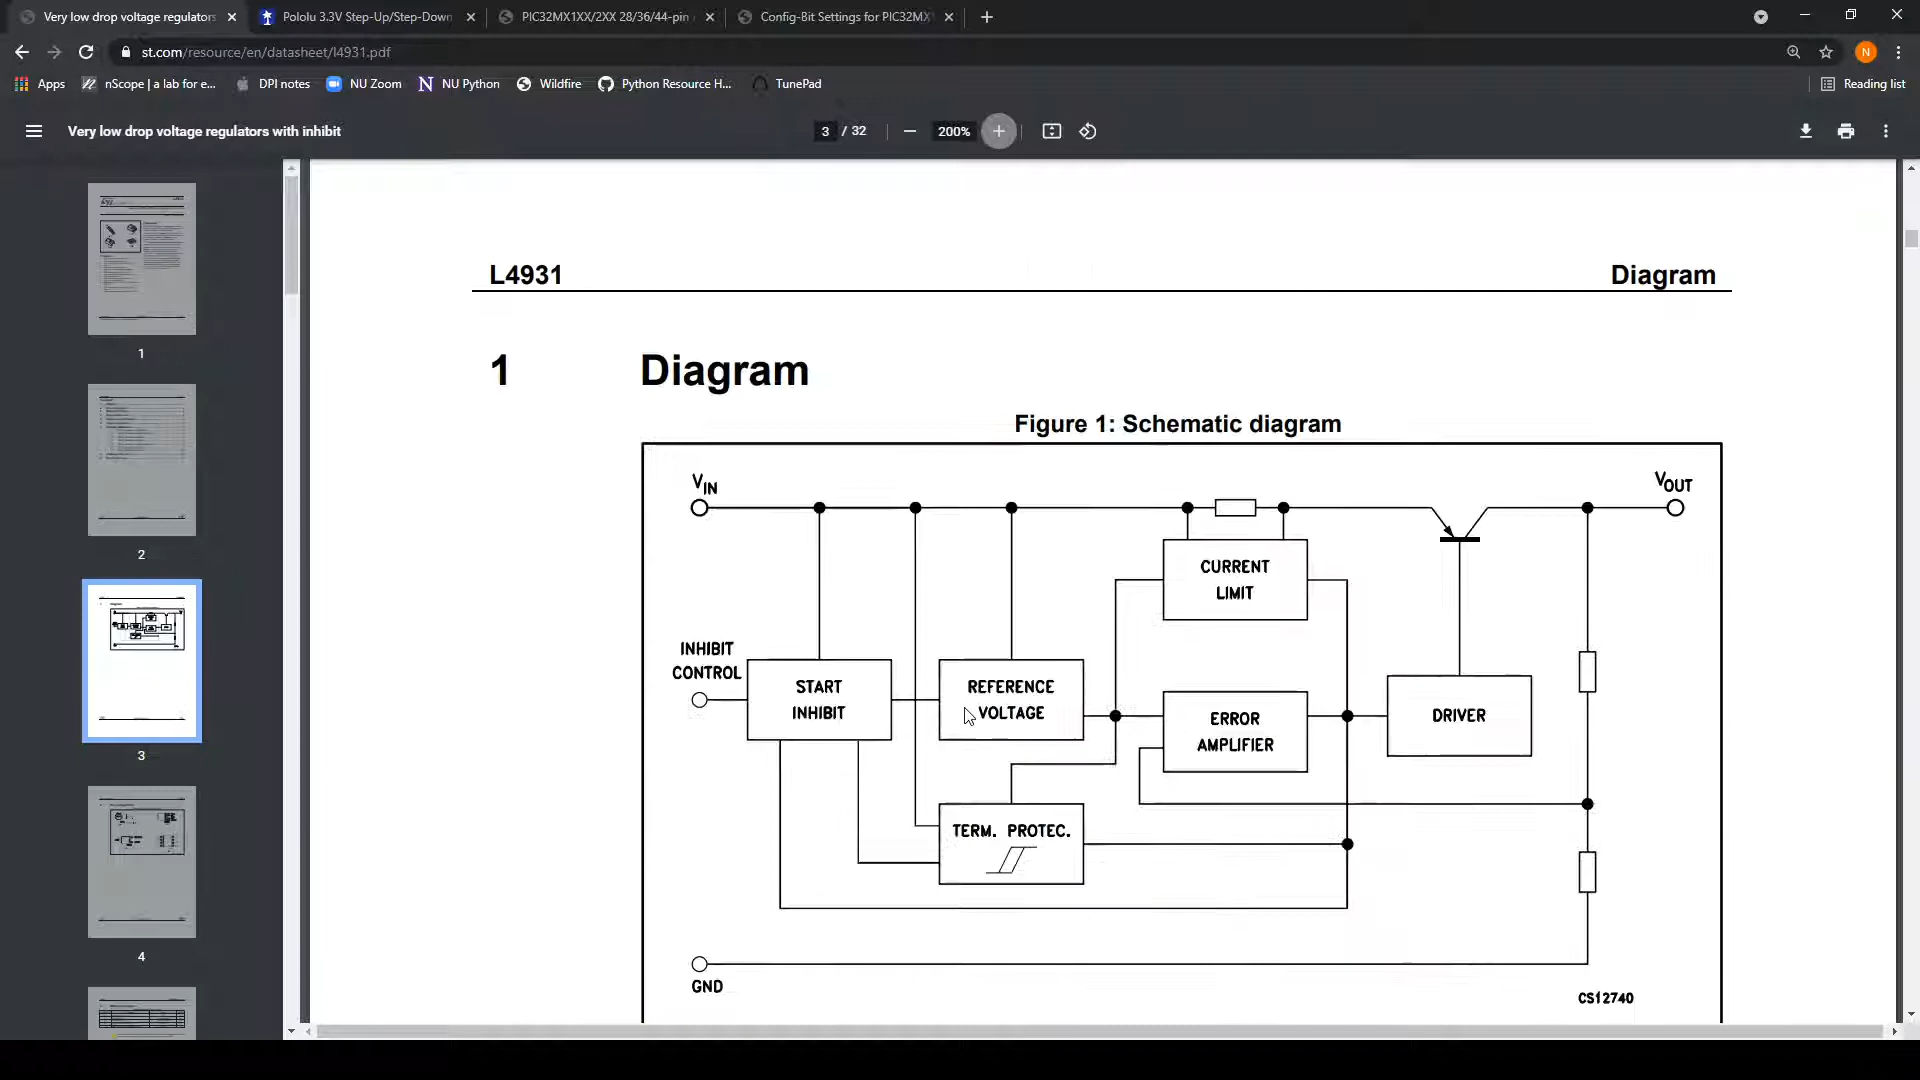 Very low drop voltage regulators
Pololu 3.3V Step-Up/Step-Down
PIC32MX1XX/2XX 28/36/44-pin
Config-Bit Settings for PIC32MX
st.com/resource/en/datasheet/l4931.pdf
N
Apps
nScope | a lab for e...
DPI notes
NU Zoom
N NU Python
Wildfire
Python Resource H...
TunePad
Reading list
Very low drop voltage regulators with inhibit
3 / 32
200%
1
2
3
4
L4931
Diagram
1 Diagram
Figure 1: Schematic diagram
VIN
VOUT
CURRENT
LIMIT
INHIBIT
CONTROL
START
INHIBIT
REFERENCE
VOLTAGE
ERROR
AMPLIFIER
DRIVER
TERM. PROTEC.
GND
CS12740